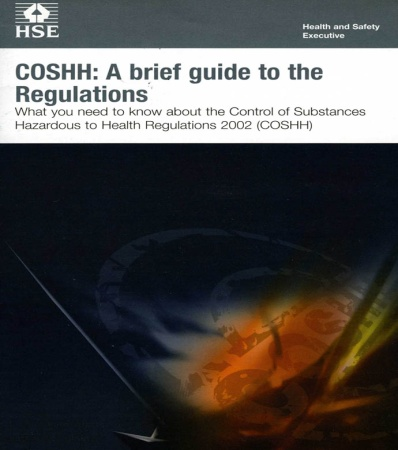 HSE
Health and Safety
Executive
COSHH: A brief guide to the
Regulations
What you need to know about the Control of Substances
Hazardous to Health Regulations 2002 (COSHH)